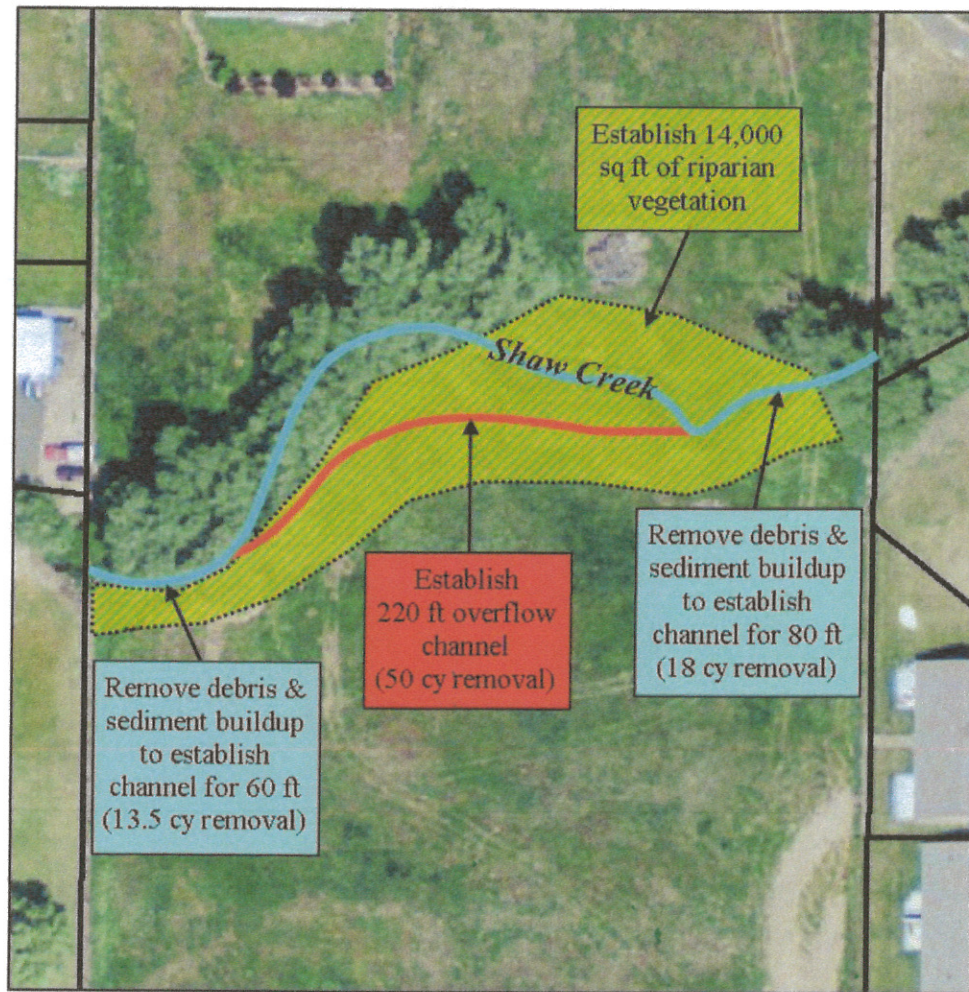 Establish 14,000
sq ft of riparian
vegetation
Shaw Creek
Establish
220 ft overflow
channel
(50 cy removal)
Remove debris &
sediment buildup
to establish
channel for 80 ft
(18 cy removal)
Remove debris &
sediment buildup
to establish
channel for 60 ft
(13.5 cy removal)